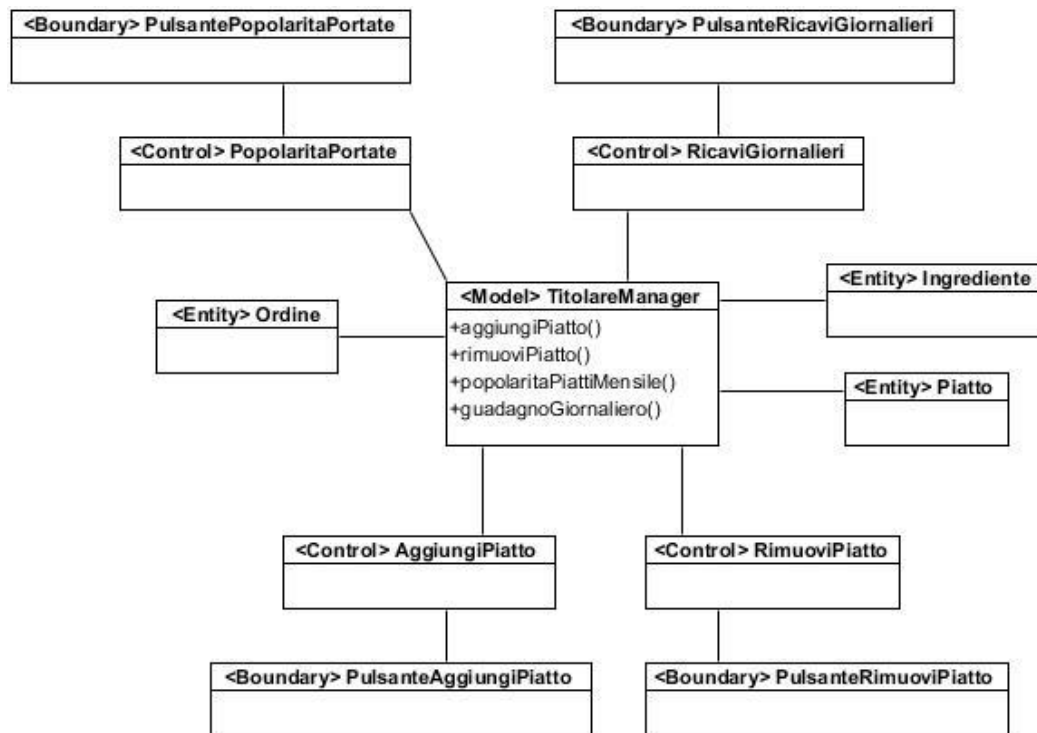 <Boundary> PulsantePopolaritaPortate
<Boundary> PulsanteRicaviGiornalieri
<Control> PopolaritaPortate
<Control> RicaviGiornalieri
<Entity> Ingrediente
<Model> TitolareManager
<Entity> Ordine
+aggiungiPiatto()
+rimuoviPiatto()
+popolaritaPiattiMensile()
+guadagnoGiornaliero()
<Entity> Piatto
<Control> AggiungiPiatto
<Control> RimuoviPiatto
<Boundary> PulsanteAggiungiPiatto
<Boundary> PulsanteRimuoviPiatto